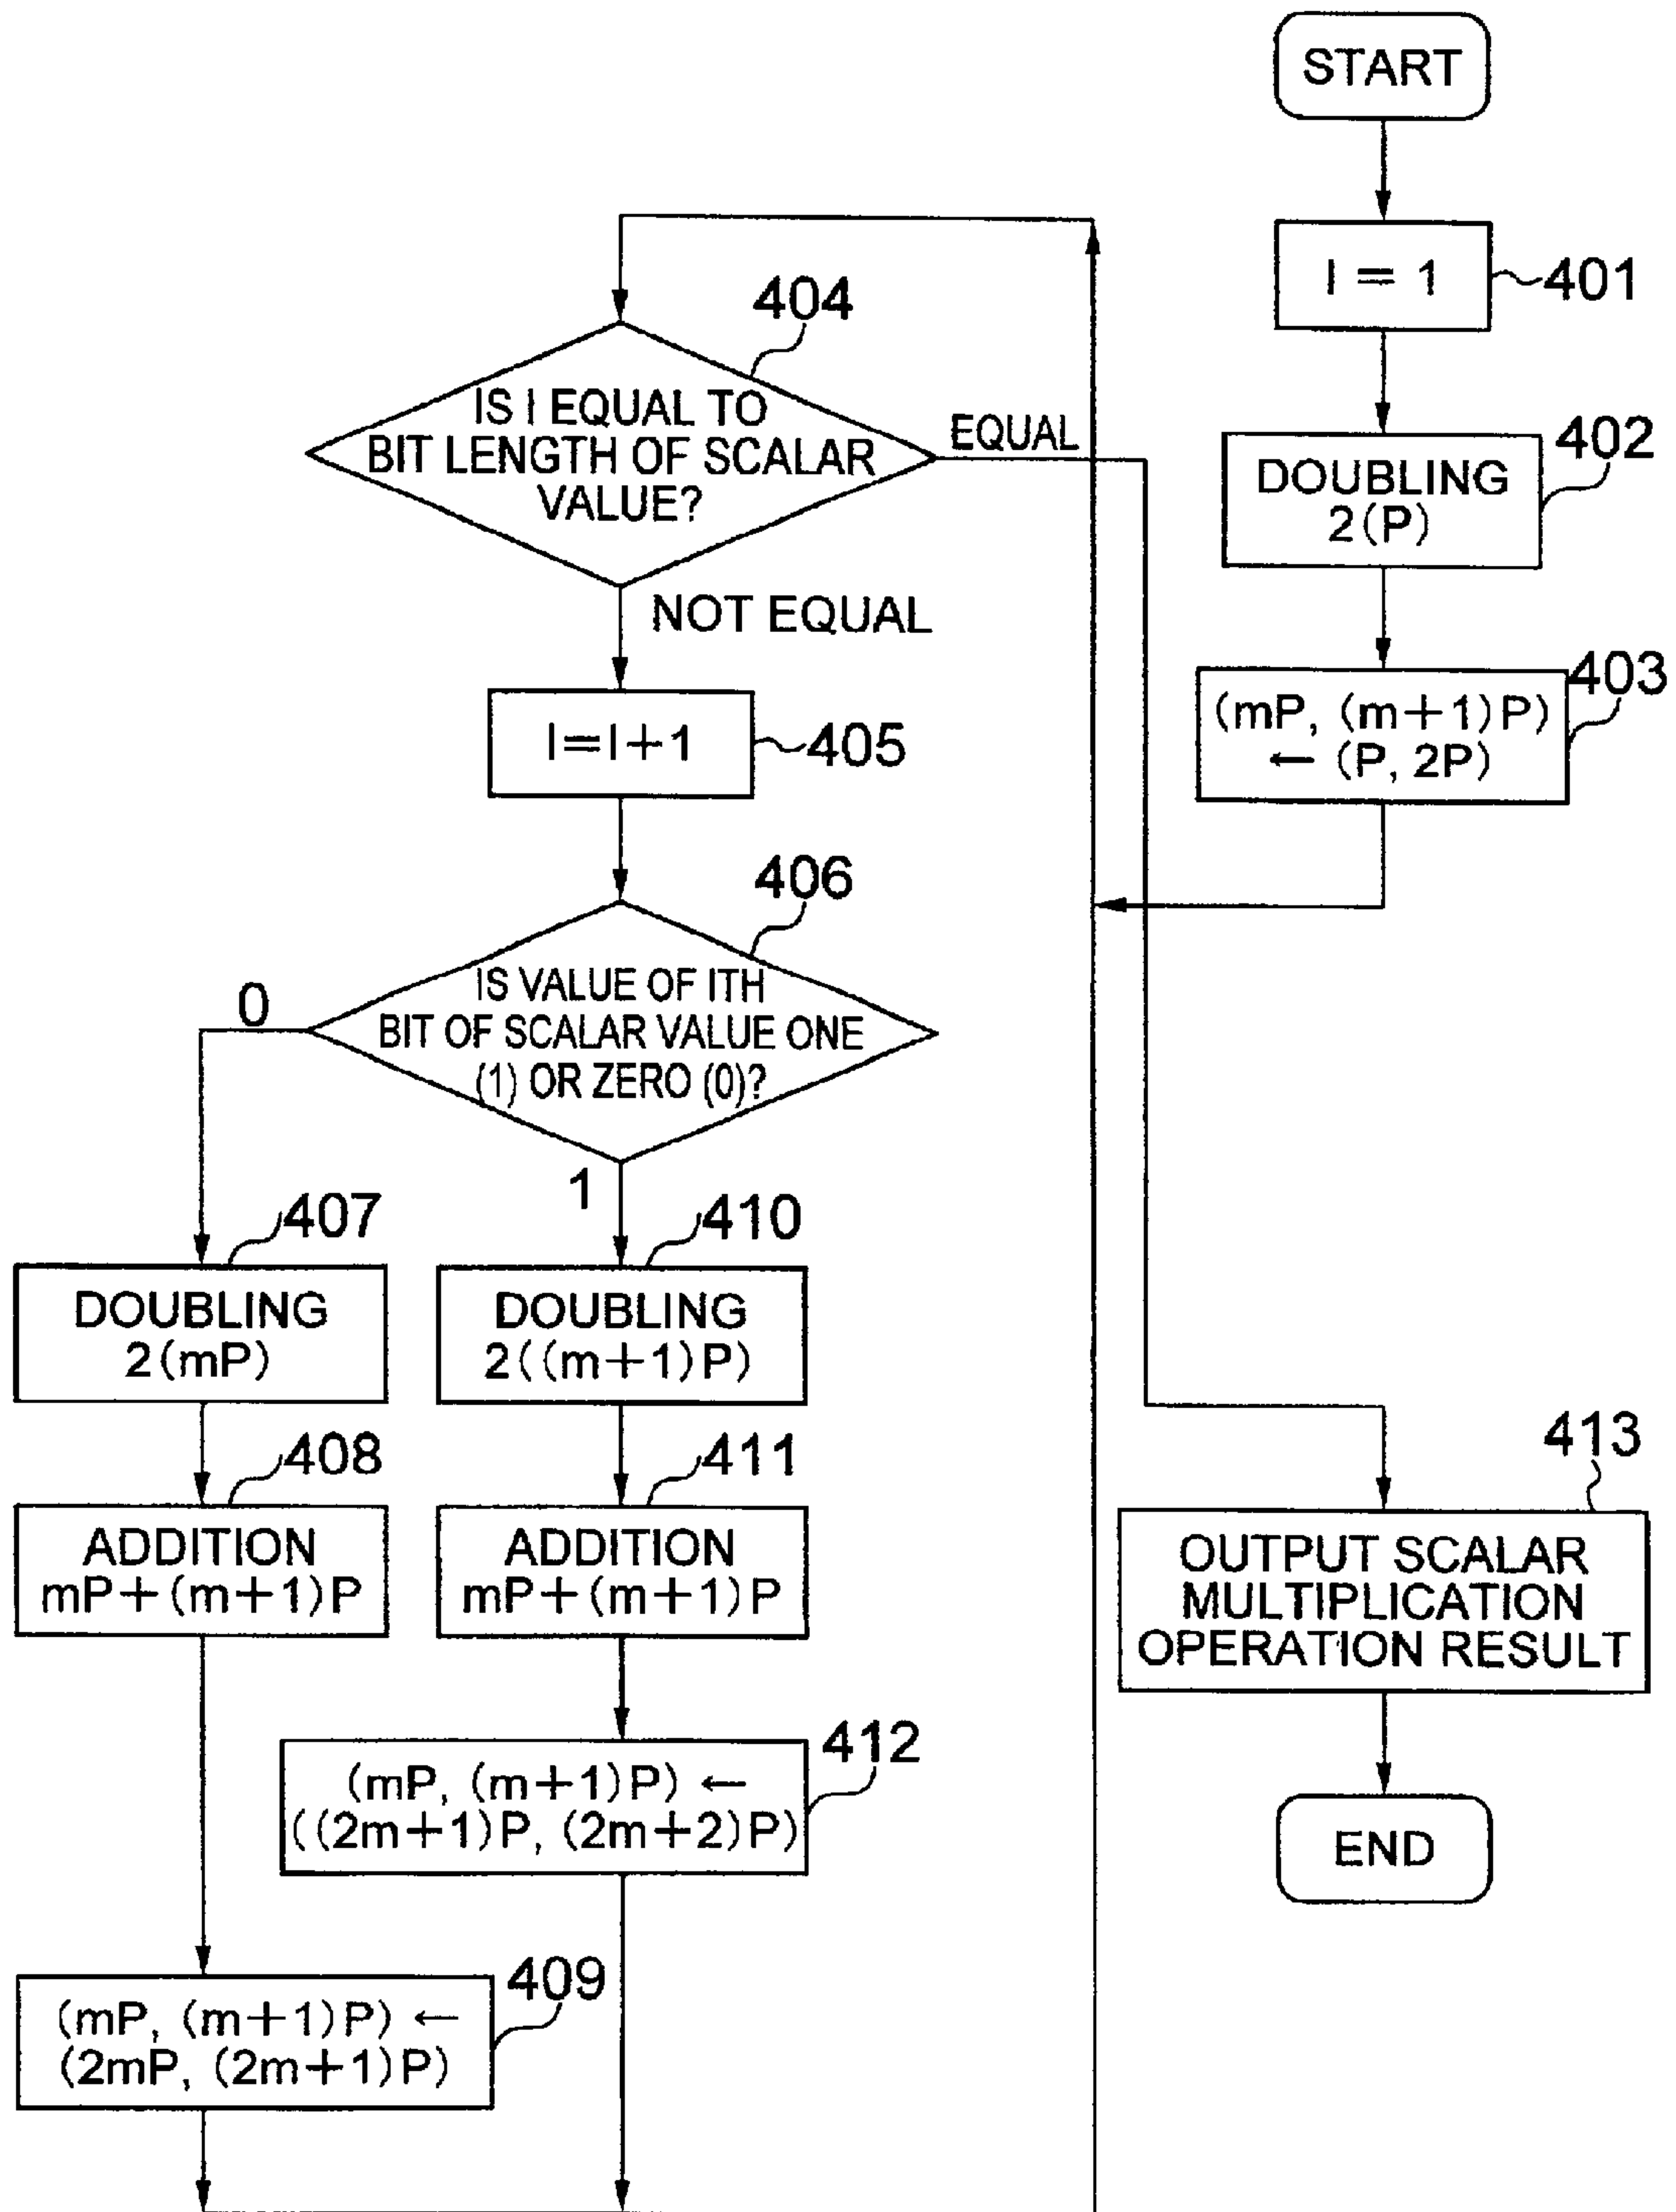 START
I = 1
401
DOUBLING
2(P)
402
(mP, (m+1)P)
← (P, 2P)
403
404
IS I EQUAL TO
BIT LENGTH OF SCALAR
VALUE?
EQUAL
NOT EQUAL
I=I+1
405
406
IS VALUE OF ITH
BIT OF SCALAR VALUE ONE
(1) OR ZERO (0)?
0
1
407
DOUBLING
2(mP)
408
ADDITION
mP+(m+1)P
409
(mP, (m+1)P) ←
(2mP, (2m+1)P)
410
DOUBLING
2((m+1)P)
411
ADDITION
mP+(m+1)P
412
(mP, (m+1)P) ←
((2m+1)P, (2m+2)P)
413
OUTPUT SCALAR
MULTIPLICATION
OPERATION RESULT
END